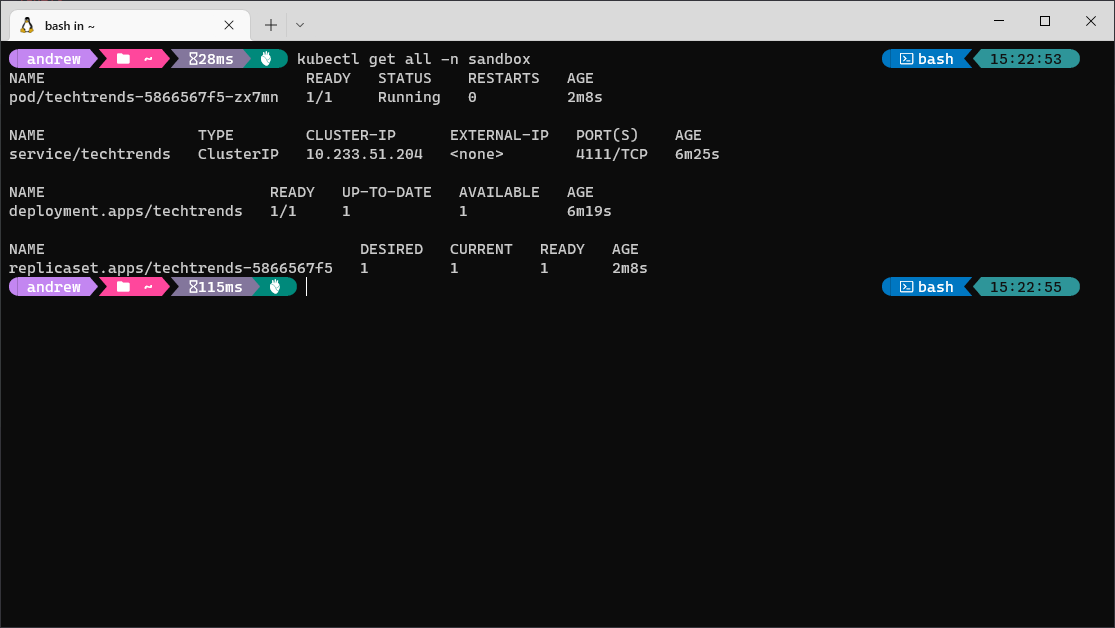 bash in ~
andrew ~ 28ms kubectl get all -n sandbox bash 15:22:53
NAME READY STATUS RESTARTS AGE
pod/techtrends-5866567f5-zx7mn 1/1 Running 0 2m8s
NAME TYPE CLUSTER-IP EXTERNAL-IP PORT(S) AGE
service/techtrends ClusterIP 10.233.51.204 <none> 4111/TCP 6m25s
NAME READY UP-TO-DATE AVAILABLE AGE
deployment.apps/techtrends 1/1 1 1 6m19s
NAME DESIRED CURRENT READY AGE
replicaset.apps/techtrends-5866567f5 1 1 1 2m8s
andrew ~ 115ms bash 15:22:55